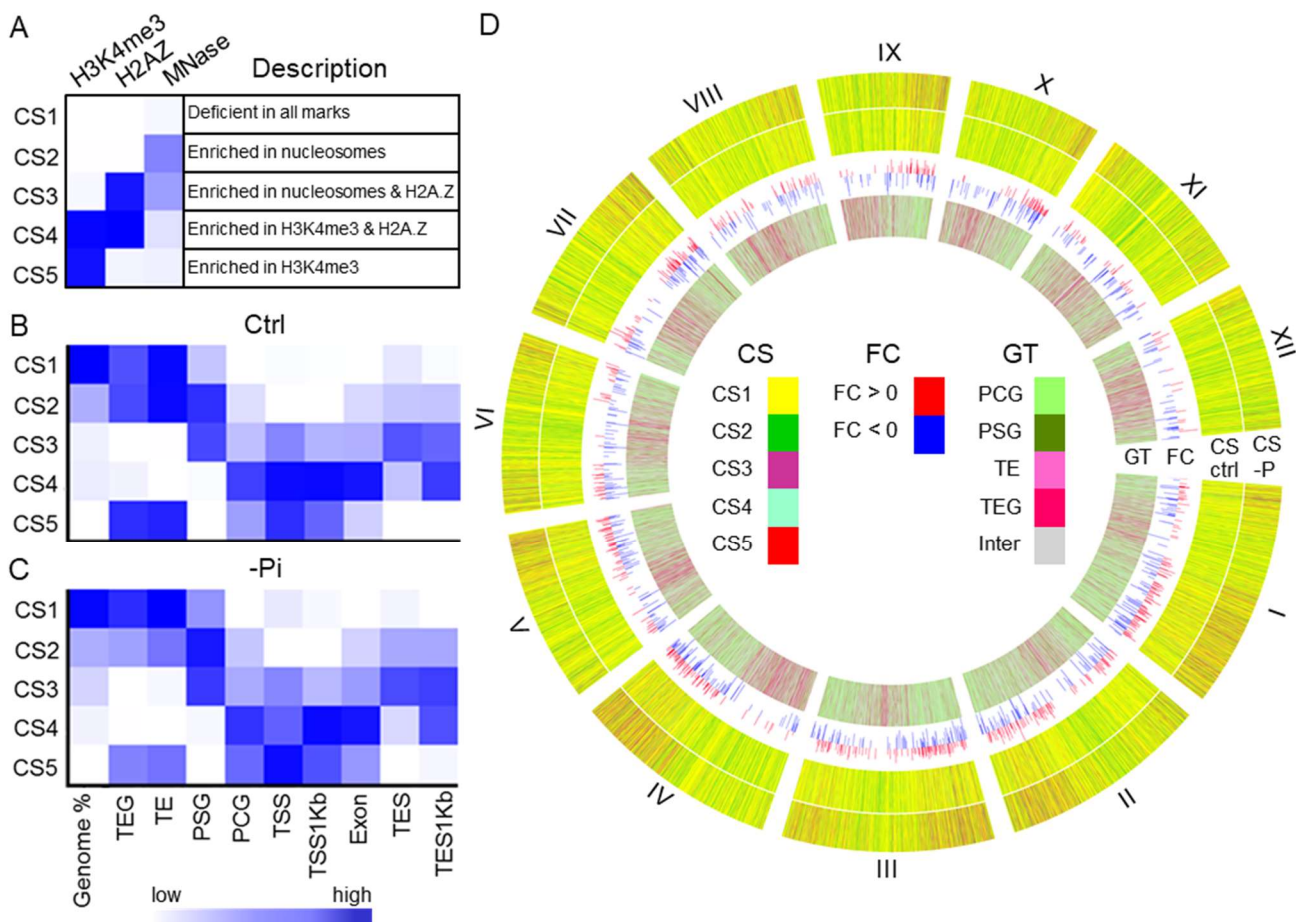 A
H3K4me3
H2AZ
MNase
Description
CS1
Deficient in all marks
CS2
Enriched in nucleosomes
CS3
Enriched in nucleosomes & H2A.Z
CS4
Enriched in H3K4me3 & H2A.Z
CS5
Enriched in H3K4me3
B
Ctrl
CS1
CS2
CS3
CS4
CS5
C
-Pi
CS1
CS2
CS3
CS4
CS5
Genome %
TEG
TE
PSG
PCG
TSS
TSS1Kb
Exon
TES
TES1Kb
low
high
D
I
II
III
IV
V
VI
VII
VIII
IX
X
XI
XII
GT
FC
CS
ctrl
CS
-P
CS
CS1
CS2
CS3
CS4
CS5
FC
FC > 0
FC < 0
GT
PCG
PSG
TE
TEG
Inter